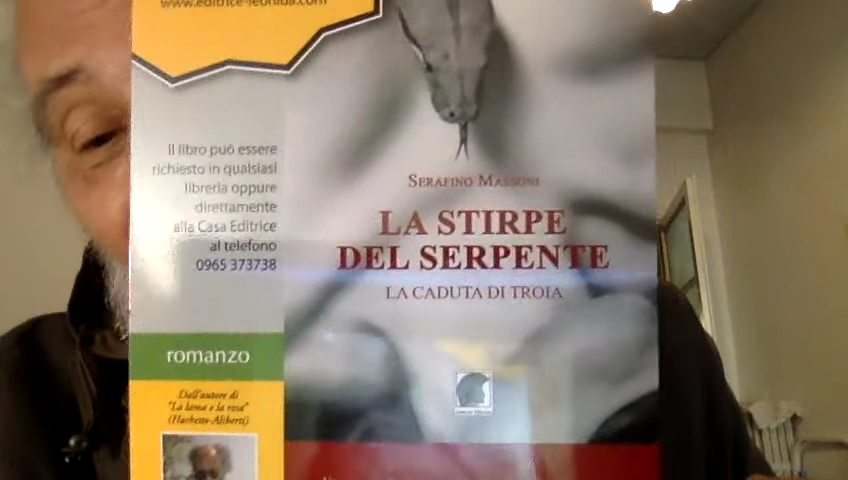 www.editrice-leonida.com
Il libro può essere
richiesto in qualsiasi
libreria oppure
direttamente
alla Casa Editrice
al telefono
0965 373738
romanzo
Dall'autore di
"La lama e la rosa"
(Hachette-Aliberti)
SERAFINO MASSONI
LA STIRPE
DEL SERPENTE
LA CADUTA DI TROIA